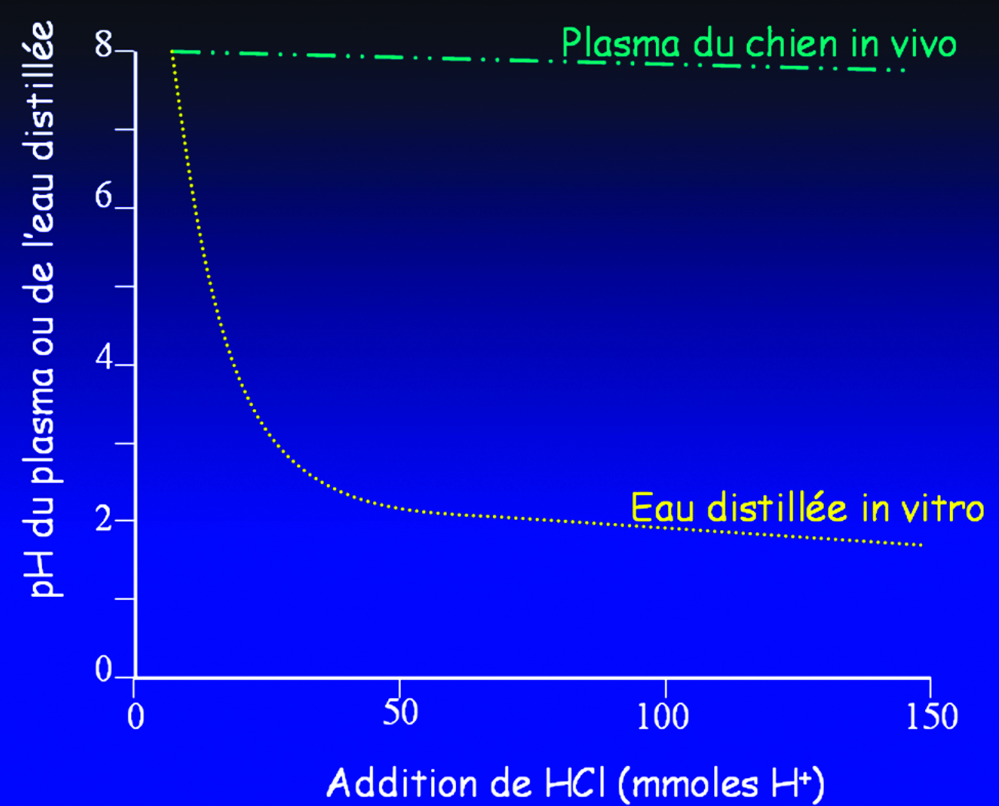 pH du plasma ou de l'eau distillée
8
6
4
2
0
Plasma du chien in vivo
Eau distillée in vitro
0 50 100 150
Addition de HCl (mmoles H⁺)